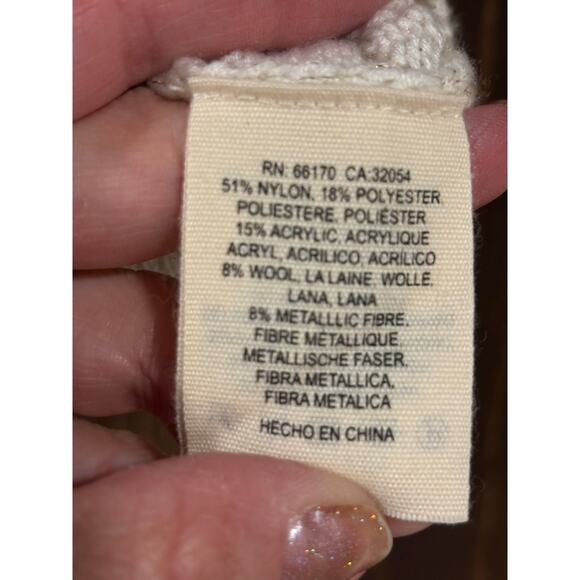 RN: 66170 CA:32054
51% NYLON, 18% POLYESTER
POLIESTERE, POLIÉSTER
15% ACRYLIC, ACRYLIQUE
ACRYL, ACRILICO, ACRÍLICO
8% WOOL, LA LAINE, WOLLE,
LANA, LANA
8% METALLLIC FIBRE,
FIBRE MÉTALLIQUE,
METALLISCHE FASER,
FIBRA METALLICA,
FIBRA METALICA
HECHO EN CHINA